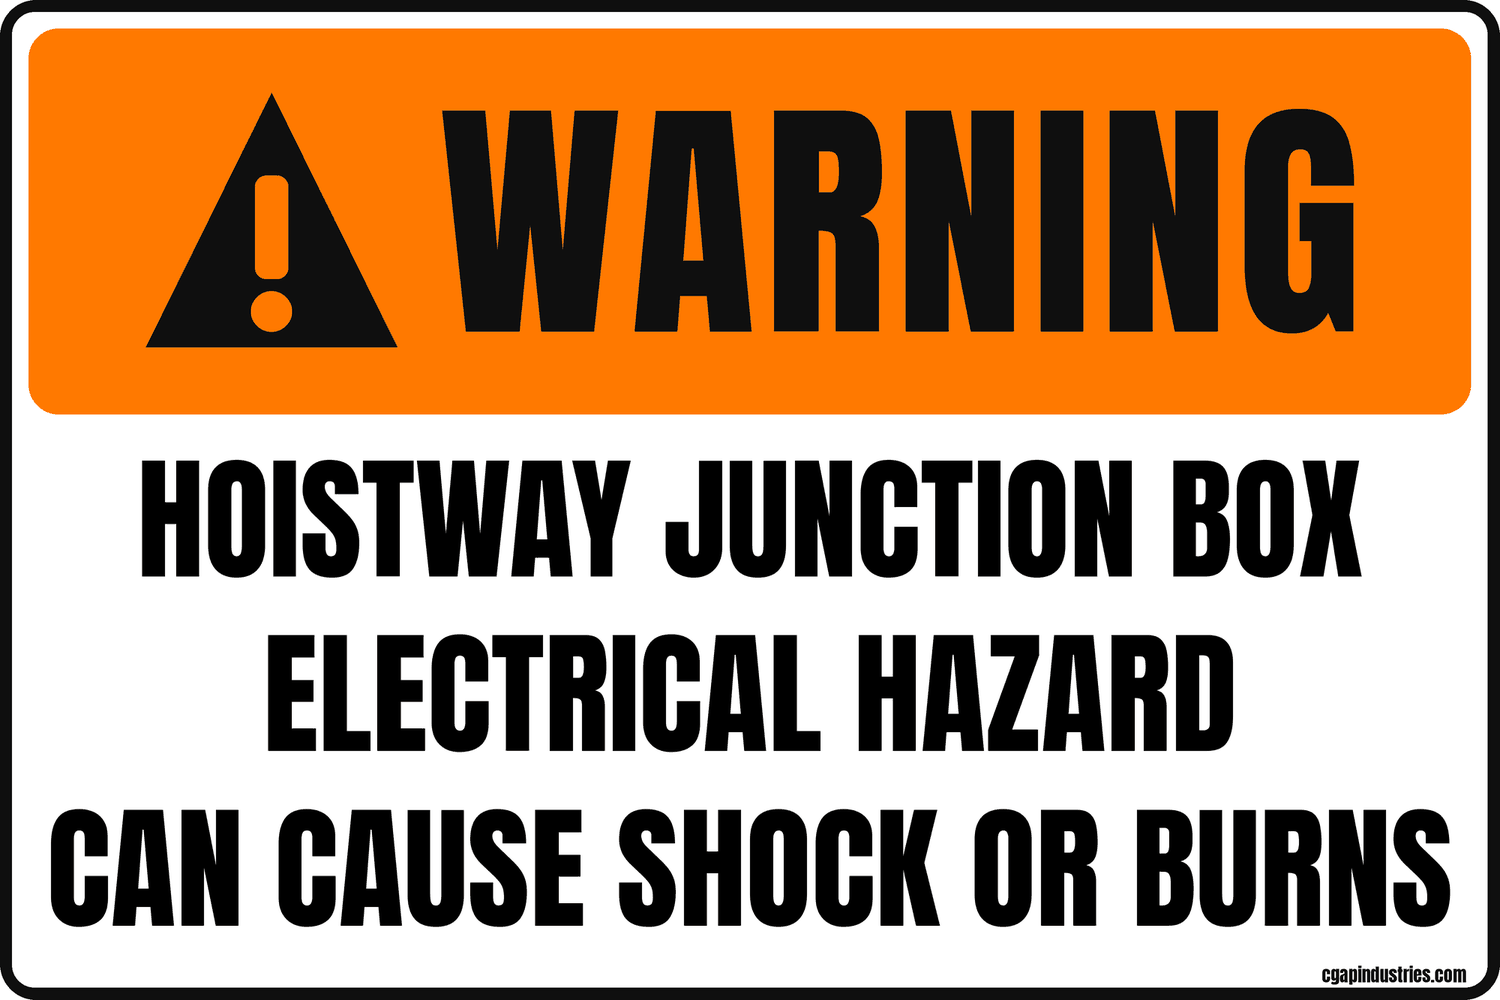 WARNING
HOISTWAY JUNCTION BOX
ELECTRICAL HAZARD
CAN CAUSE SHOCK OR BURNS
cgapindustries.com